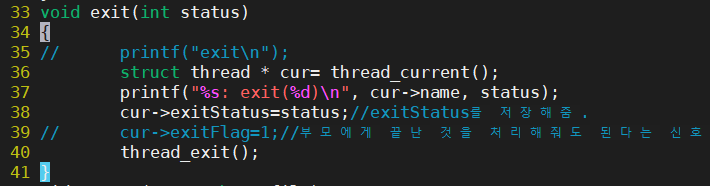 33 void exit(int status)
34 {
35 //      printf("exit\n");
36         struct thread * cur= thread_current();
37         printf("%s: exit(%d)\n", cur->name, status);
38         cur->exitStatus=status;//exitStatus를 저장해줌.
39 //      cur->exitFlag=1;//부모에게 끝난 것을 처리해줘도 된다는 신호
40         thread_exit();
41 }